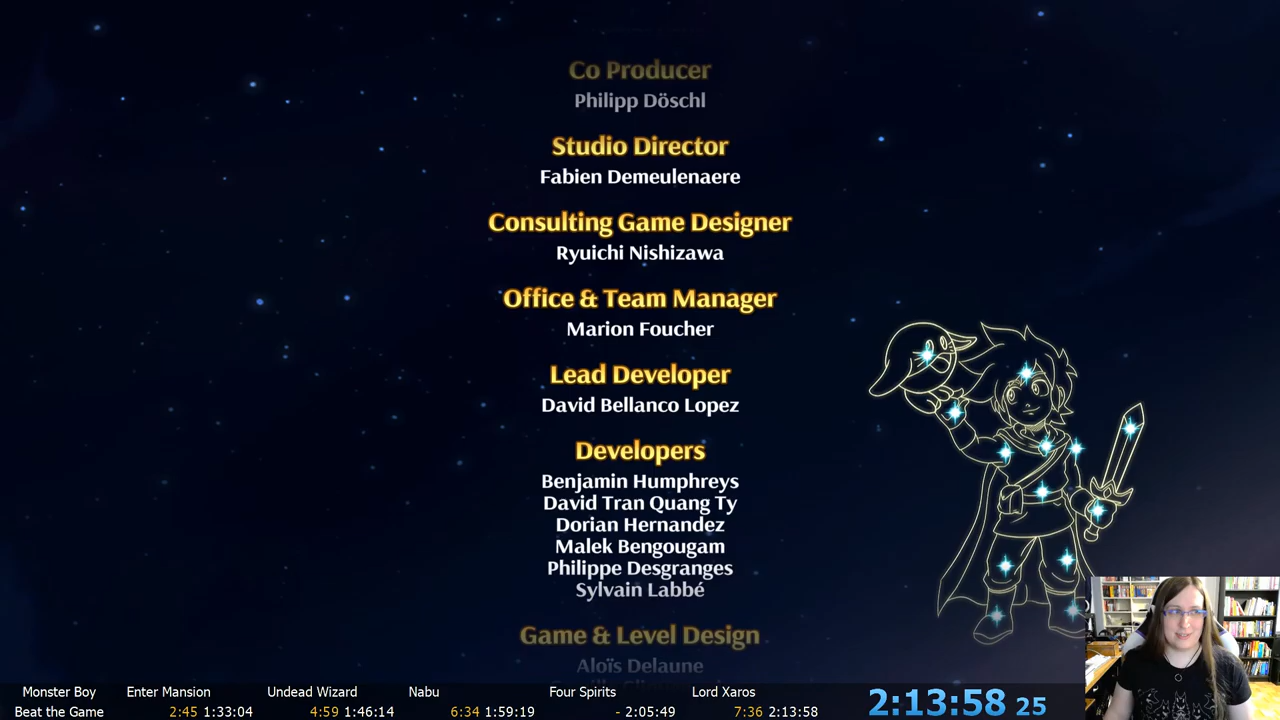 Co Producer
Philipp Döschl
Studio Director
Fabien Demeulenaere
Consulting Game Designer
Ryuichi Nishizawa
Office & Team Manager
Marion Foucher
Lead Developer
David Bellanco Lopez
Developers
Benjamin Humphreys
David Tran Quang Ty
Dorian Hernandez
Malek Bengougam
Philippe Desgranges
Sylvain Labbé
Game & Level Design
Aloïs Delaune
Monster Boy Enter Mansion Undead Wizard Nabu Four Spirits Lord Xaros
Beat the Game 2:45 1:33:04 4:59 1:46:14 6:34 1:59:19 - 2:05:49 7:36 2:13:58
2:13:58 25